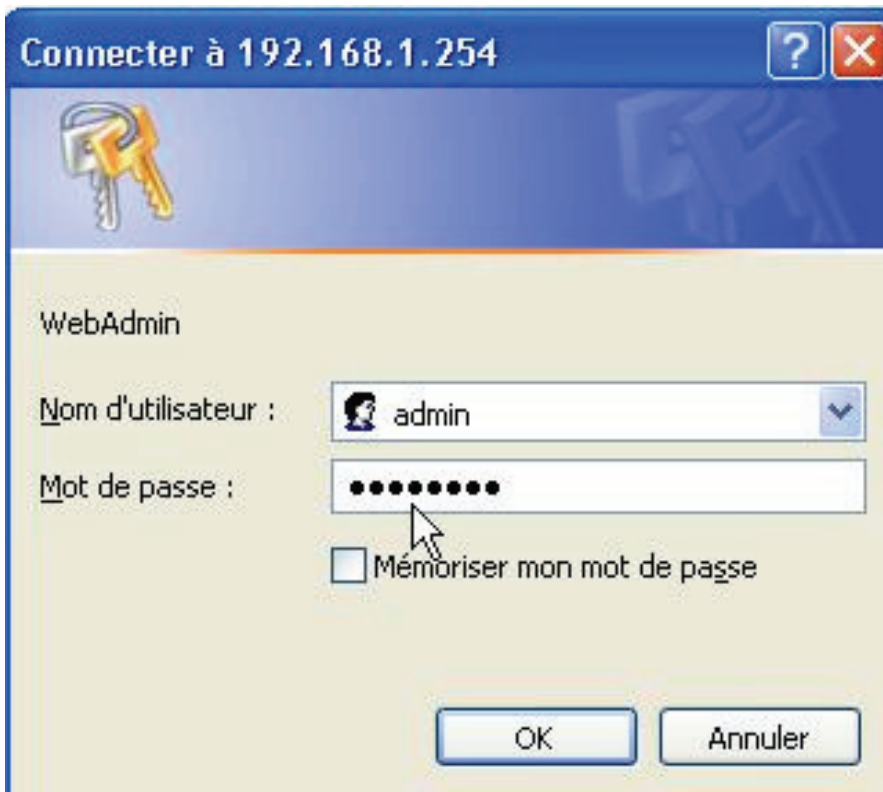 Connecter à 192.168.1.254
WebAdmin
Nom d'utilisateur :
admin
Mot de passe :
••••••••
Mémoriser mon mot de passe
OK
Annuler